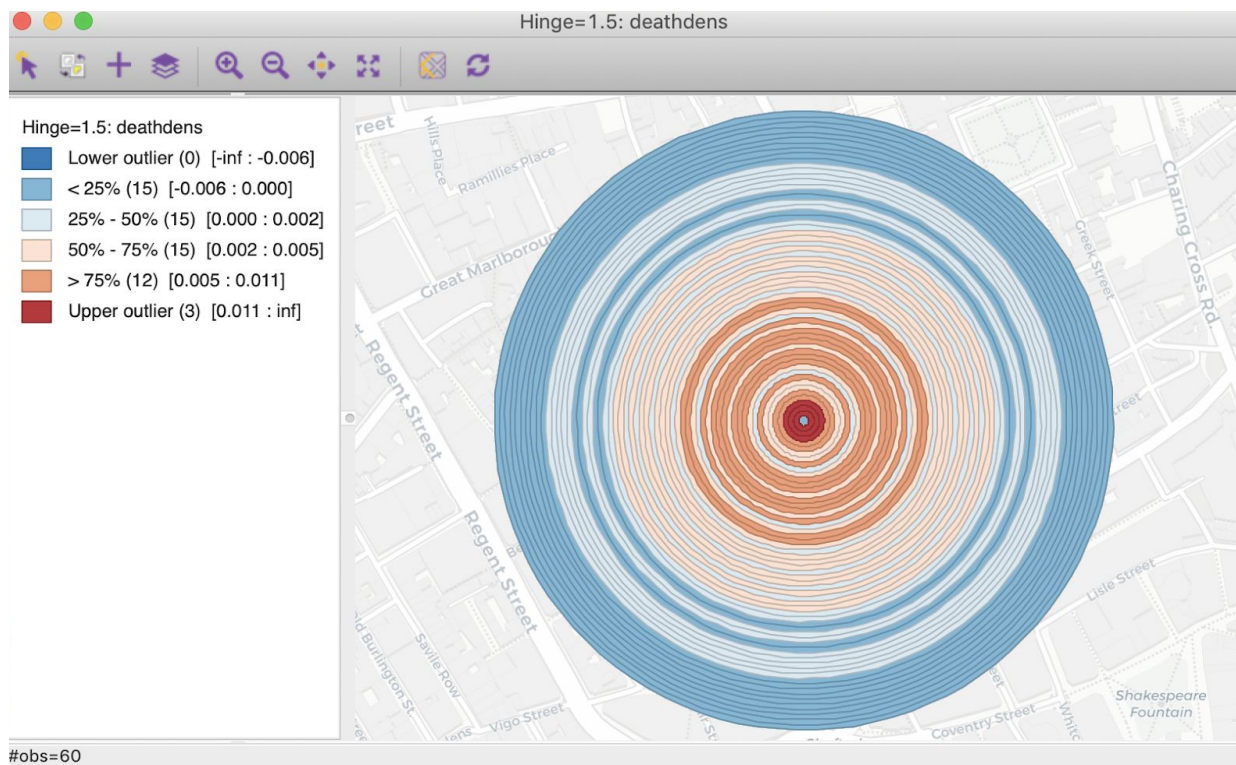 Hinge=1.5: deathdens
Hinge=1.5: deathdens
Lower outlier (0) [-inf : -0.006]
< 25% (15) [-0.006 : 0.000]
25% - 50% (15) [0.000 : 0.002]
50% - 75% (15) [0.002 : 0.005]
> 75% (12) [0.005 : 0.011]
Upper outlier (3) [0.011 : inf]
reet
Hills Place
Ramillies Place
Great Marlboroug
Regent Street
Regent Street
Savile Row
Vigo Street
Charing Cross Rd.
Greek Street
reet
Lisle Street
Coventry Street
Shakespeare
Fountain
#obs=60